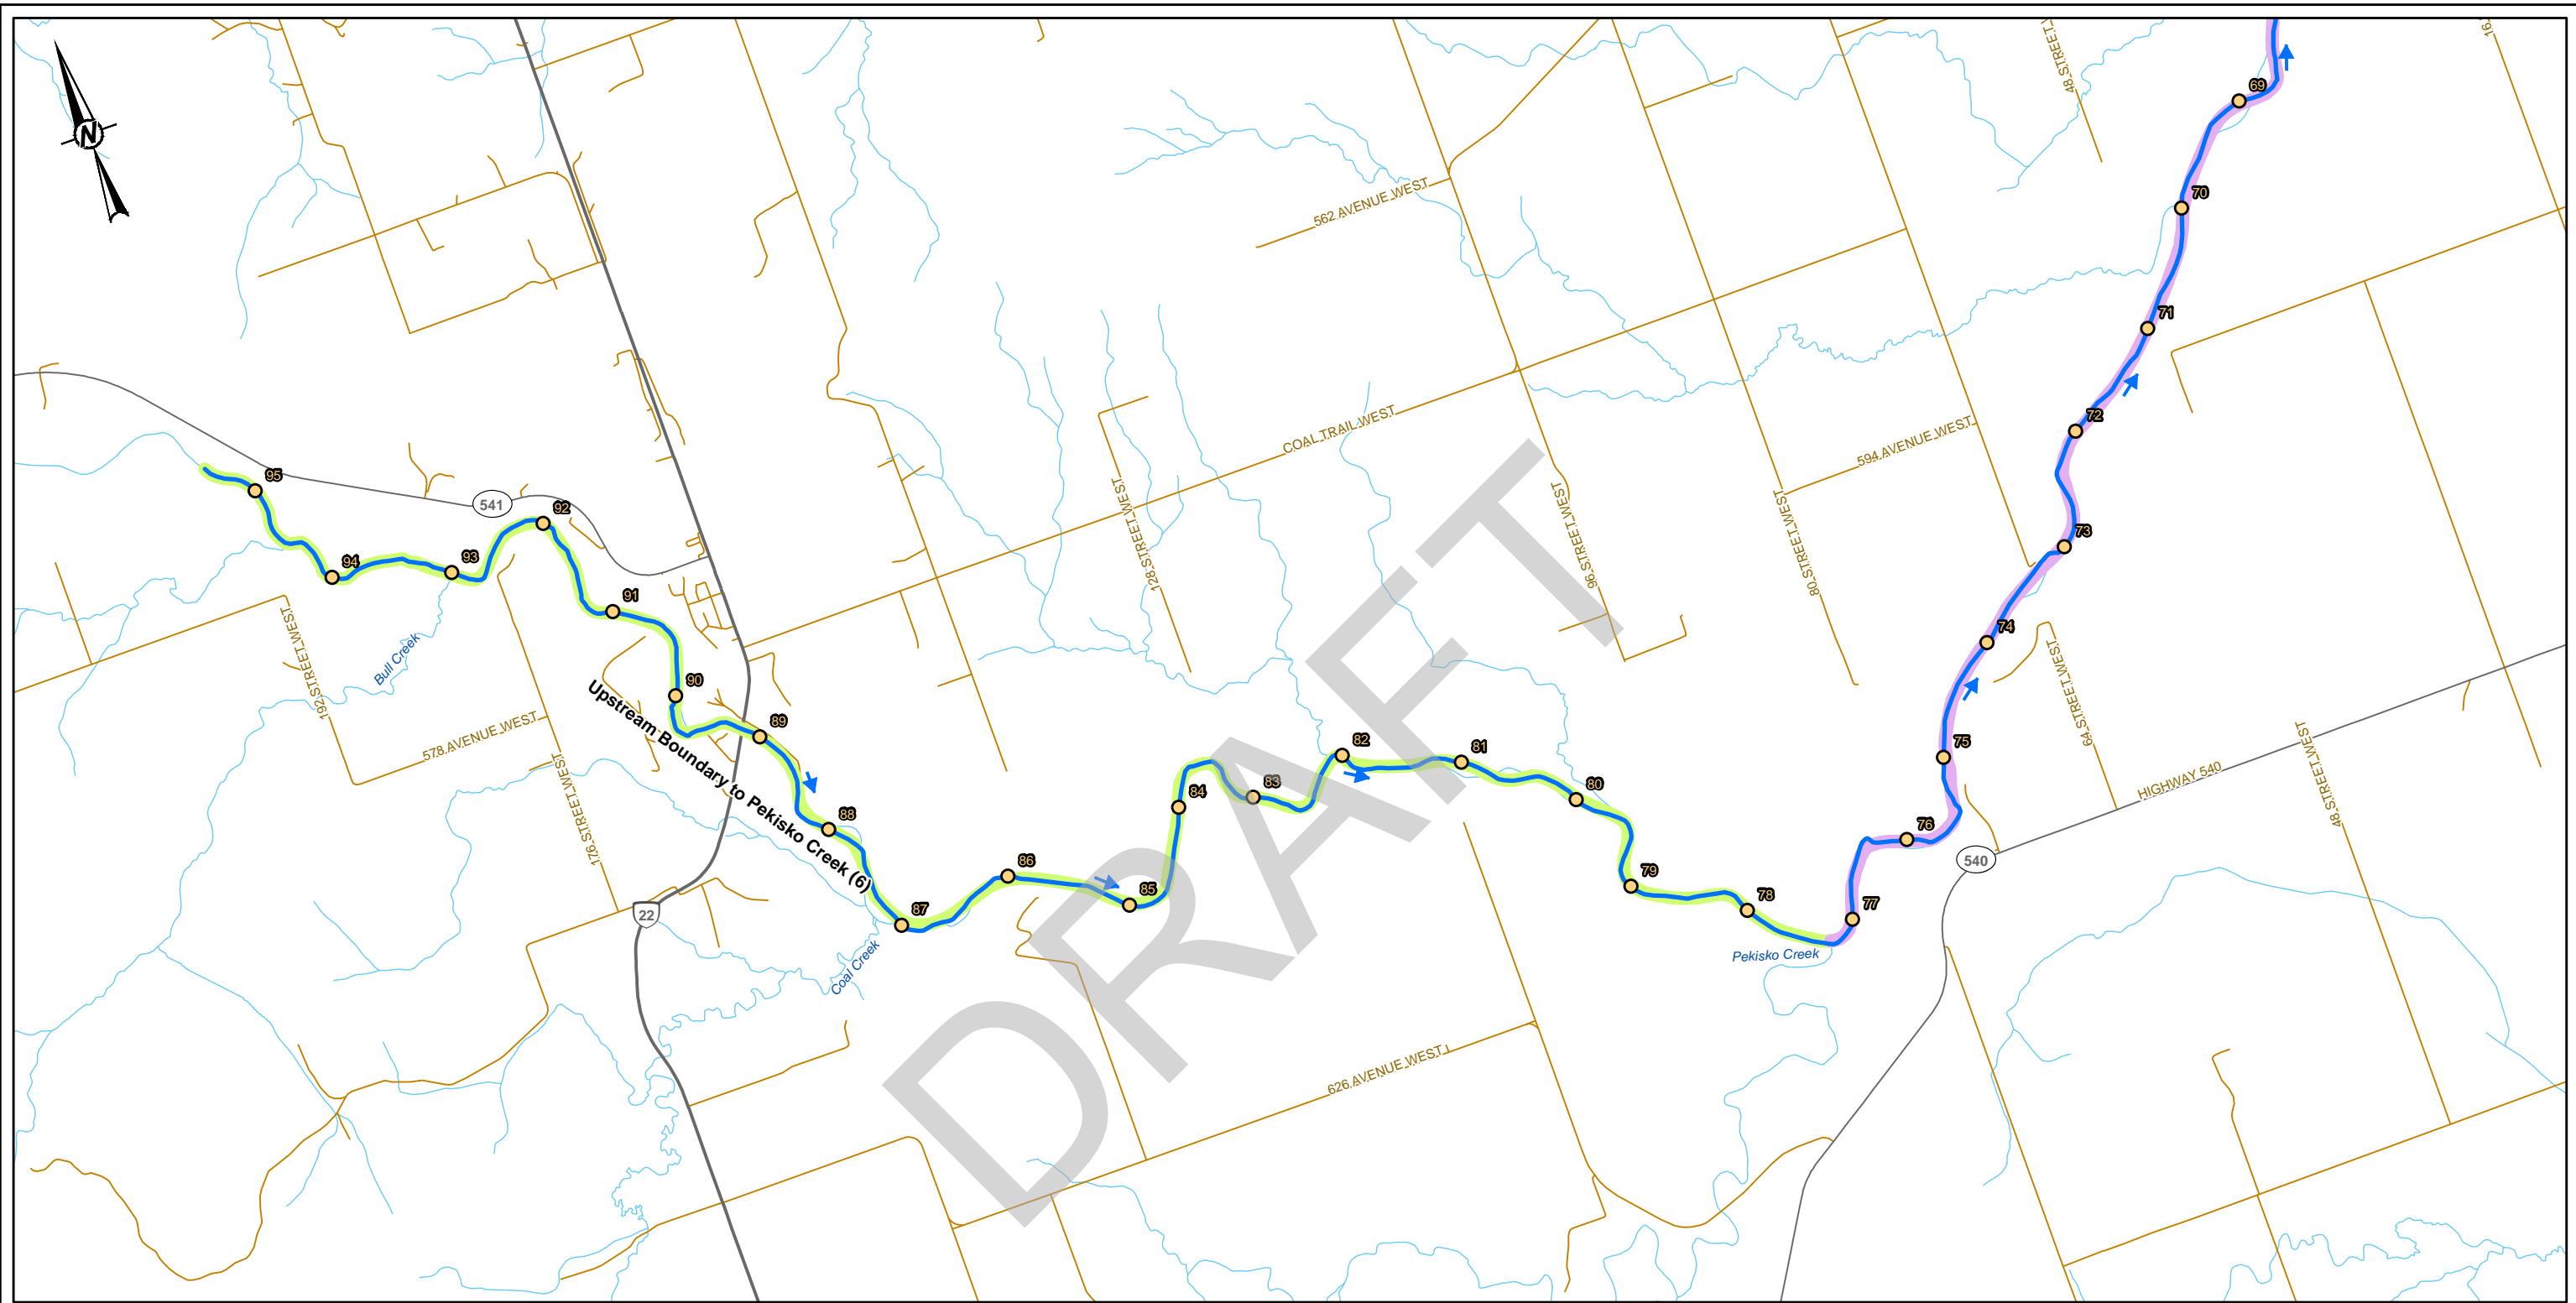 48 STREET WEST
16
69
N
70
562 AVENUE WEST
71
72
COAL TRAIL WEST
594 AVENUE WEST
95
541
92
128 STREET WEST
96 STREET WEST
80 STREET WEST
73
94
93
91
74
192 STREET WEST
Bull Creek
64 STREET WEST
90
Upstream Boundary to Pekisko Creek (6)
578 AVENUE WEST
89
82
81
75
176 STREET WEST
83
80
84
HIGHWAY 540
48 STREET WEST
88
76
540
86
85
79
78
77
87
22
Coal Creek
Pekisko Creek
626 AVENUE WEST
DRAFT